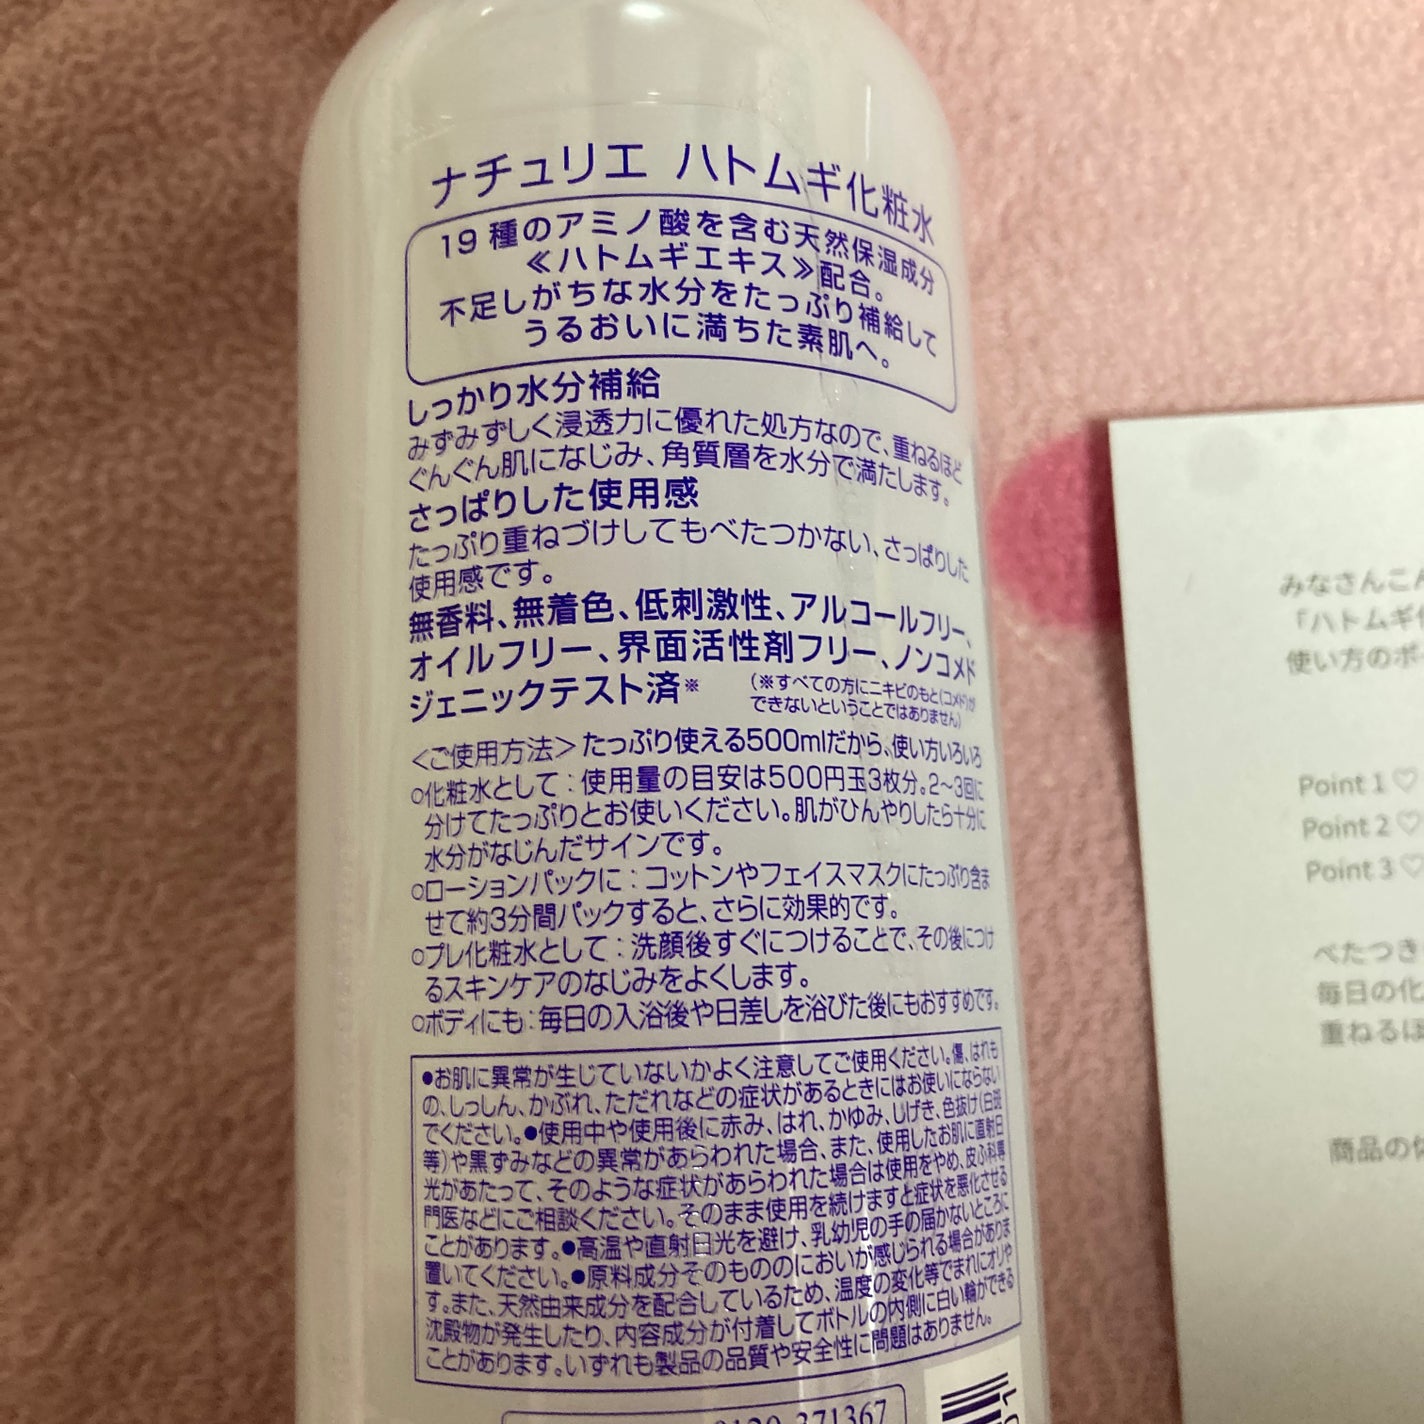 ナチュリエ ハトムギ化粧水
19種のアミノ酸を含む天然保湿成分
≪ハトムギエキス≫配合。
不足しがちな水分をたっぷり補給して
うるおいに満ちた素肌へ。
しっかり水分補給
みずみずしく浸透力に優れた処方なので、重ねるほど
ぐんぐん肌になじみ、角質層を水分で満たします。
さっぱりした使用感
たっぷり重ねづけしてもべたつかない、さっぱりした
使用感です。
無香料、無着色、低刺激性、アルコールフリー、
オイルフリー、界面活性剤フリー、ノンコメド
ジェニックテスト済※
(※すべての方にニキビのもと(コメド)が
できないということではありません)
＜ご使用方法＞たっぷり使える500mlだから、使い方いろいろ
○化粧水として：使用量の目安は500円玉3枚分。2～3回に
分けてたっぷりとお使いください。肌がひんやりしたら十分に
水分がなじんだサインです。
○ローションパックに：コットンやフェイスマスクにたっぷり含ま
せて約3分間パックすると、さらに効果的です。
○プレ化粧水として：洗顔後すぐにつけることで、その後につけ
るスキンケアのなじみをよくします。
○ボディにも：毎日の入浴後や日差しを浴びた後にもおすすめです。
●お肌に異常が生じていないかよく注意してご使用ください。傷、はれも
の、しっしん、かぶれ、ただれなどの症状があるときにはお使いにならない
でください。●使用中や使用後に赤み、はれ、かゆみ、しげき、色抜け(白斑
等)や黒ずみなどの異常があらわれた場合、また、使用したお肌に直射日
光があたって、そのような症状があらわれた場合は使用をやめ、皮ふ科専
門医などにご相談ください。そのまま使用を続けますと症状を悪化させる
ことがあります。●高温や直射日光を避け、乳幼児の手の届かないところに
置いてください。●原料成分そのもののにおいが感じられる場合がありま
す。また、天然由来成分を配合しているため、温度の変化等でまれにオリや
沈殿物が発生したり、内容成分が付着してボトルの内側に白い輪ができる
ことがあります。いずれも製品の品質や安全性に問題はありません。
0120-371367
みなさんこん
「ハトムギ
使い方のポ
Point 1♡
Point 2♡
Point 3♡
べたつき
毎日の化
重ねるほ
商品の